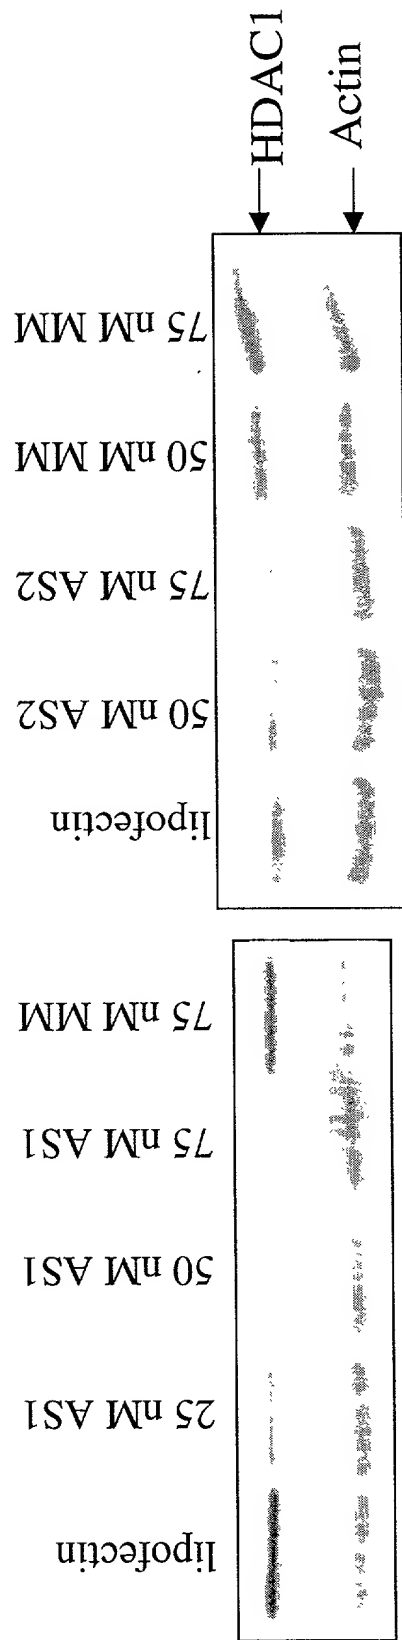 HDAC1
Actin
75 nM MM
50 nM MM
75 nM AS2
50 nM AS2
lipofectin
75 nM MM
75 nM AS1
50 nM AS1
25 nM AS1
lipofectin